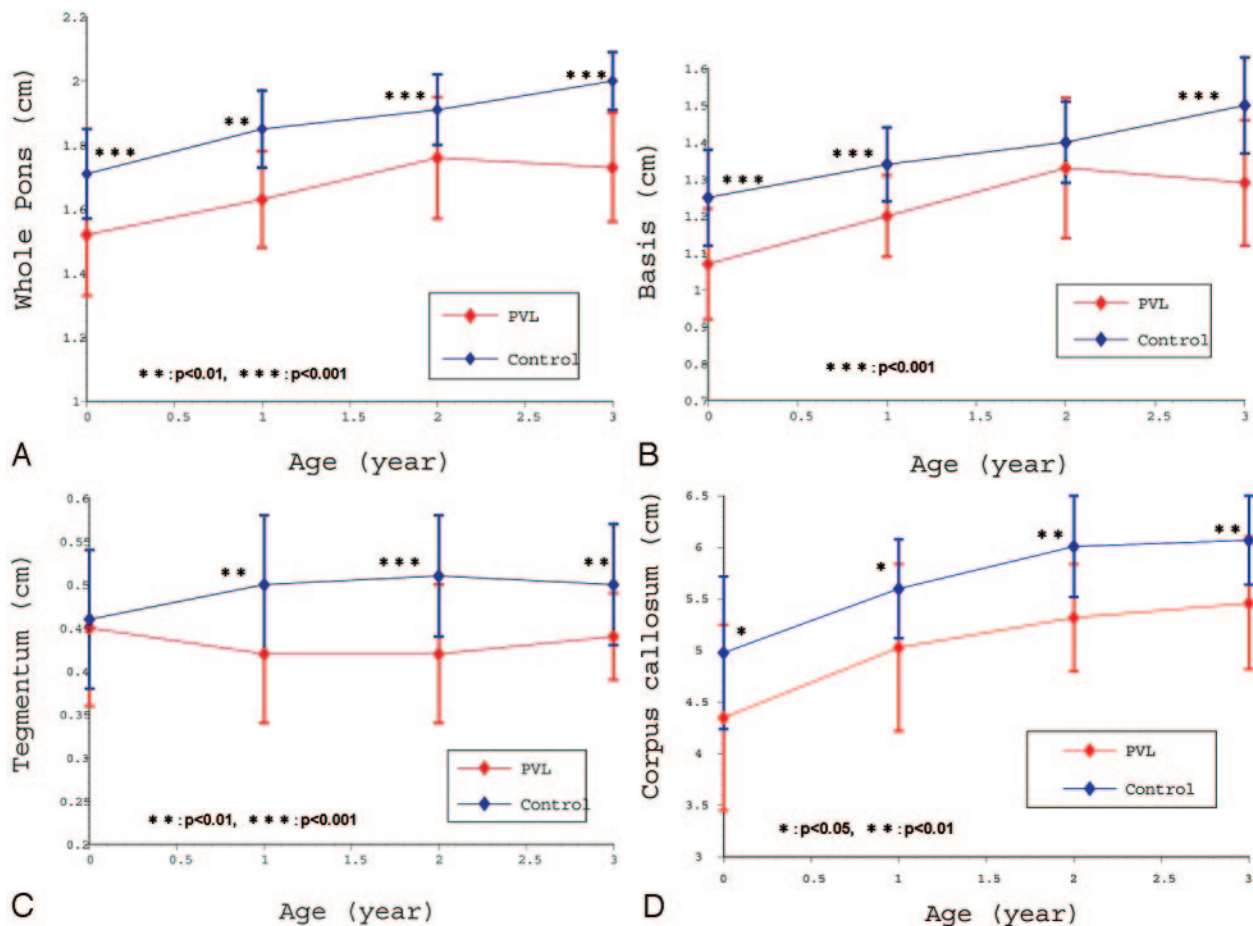 Whole Pons (cm)
2.2
2
1.8
1.6
1.4
1.2
1
*** ** *** ***
PVL
Control
**:p<0.01, ***:p<0.001
0 0.5 1 1.5 2 2.5 3
A
Age (year)
Basis (cm)
1.6
1.5
1.4
1.3
1.2
1.1
1
0.9
0.8
0.7
*** *** ***
PVL
Control
***:p<0.001
0 0.5 1 1.5 2 2.5 3
B
Age (year)
Tegmentum (cm)
0.6
0.55
0.5
0.45
0.4
0.35
0.3
0.25
0.2
** *** **
PVL
Control
**:p<0.01, ***:p<0.001
0 0.5 1 1.5 2 2.5 3
C
Age (year)
Corpus callosum (cm)
6.5
6
5.5
5
4.5
4
3.5
3
* * ** **
PVL
Control
*:p<0.05, **:p<0.01
0 0.5 1 1.5 2 2.5 3
D
Age (year)